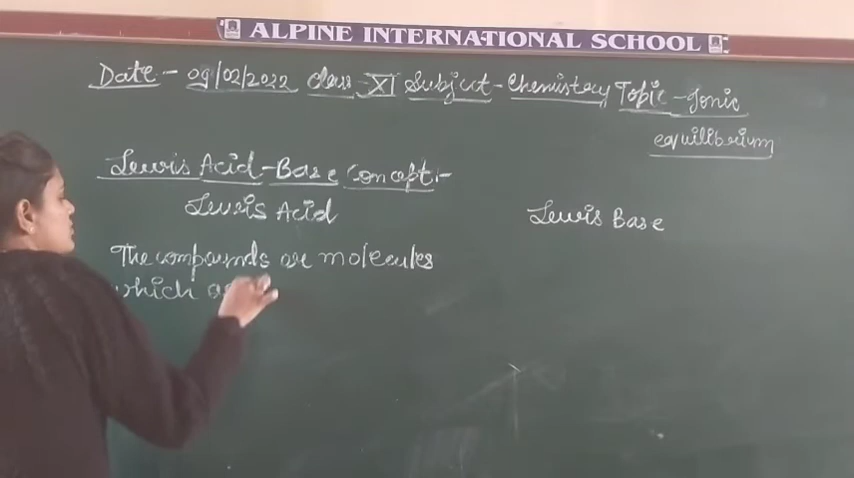 ALPINE INTERNATIONAL SCHOOL
Date - 09/02/2022 class - XI Subject - Chemistry Topic - Ionic
equilibrium
Lewis Acid-Base Concept:-
Lewis Acid
Lewis Base
The compounds or molecules
which